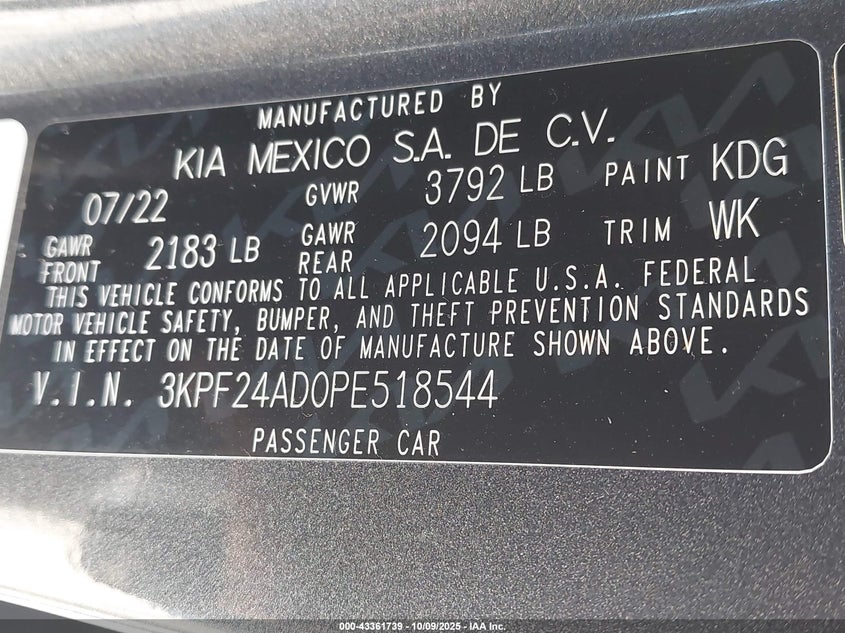 MANUFACTURED BY
KIA MEXICO S.A. DE C.V.
07/22 GVWR 3792 LB PAINT KDG
GAWR FRONT 2183 LB GAWR REAR 2094 LB TRIM WK
THIS VEHICLE CONFORMS TO ALL APPLICABLE U.S.A. FEDERAL
MOTOR VEHICLE SAFETY, BUMPER, AND THEFT PREVENTION STANDARDS
IN EFFECT ON THE DATE OF MANUFACTURE SHOWN ABOVE.
V.I.N. 3KPF24AD0PE518544
PASSENGER CAR
000-43361739 - 10/09/2025 - IAA Inc.